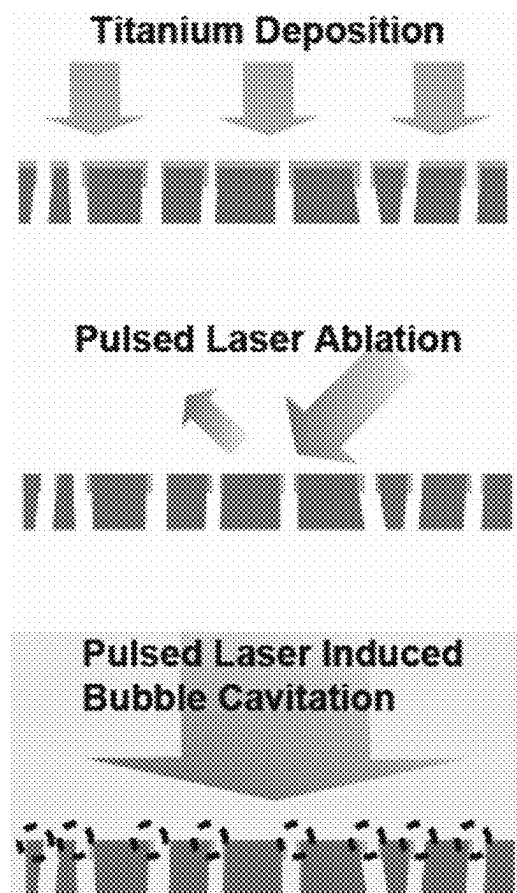 Titanium Deposition
Pulsed Laser Ablation
Pulsed Laser Induced
Bubble Cavitation